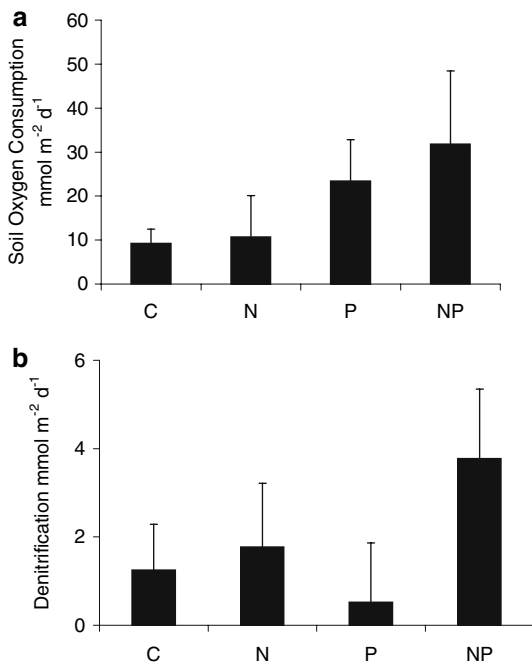 a
Soil Oxygen Consumption
mmol m-2 d-1
60
50
40
30
20
10
0
C N P NP
b
Denitrification mmol m-2 d-1
6
4
2
0
C N P NP